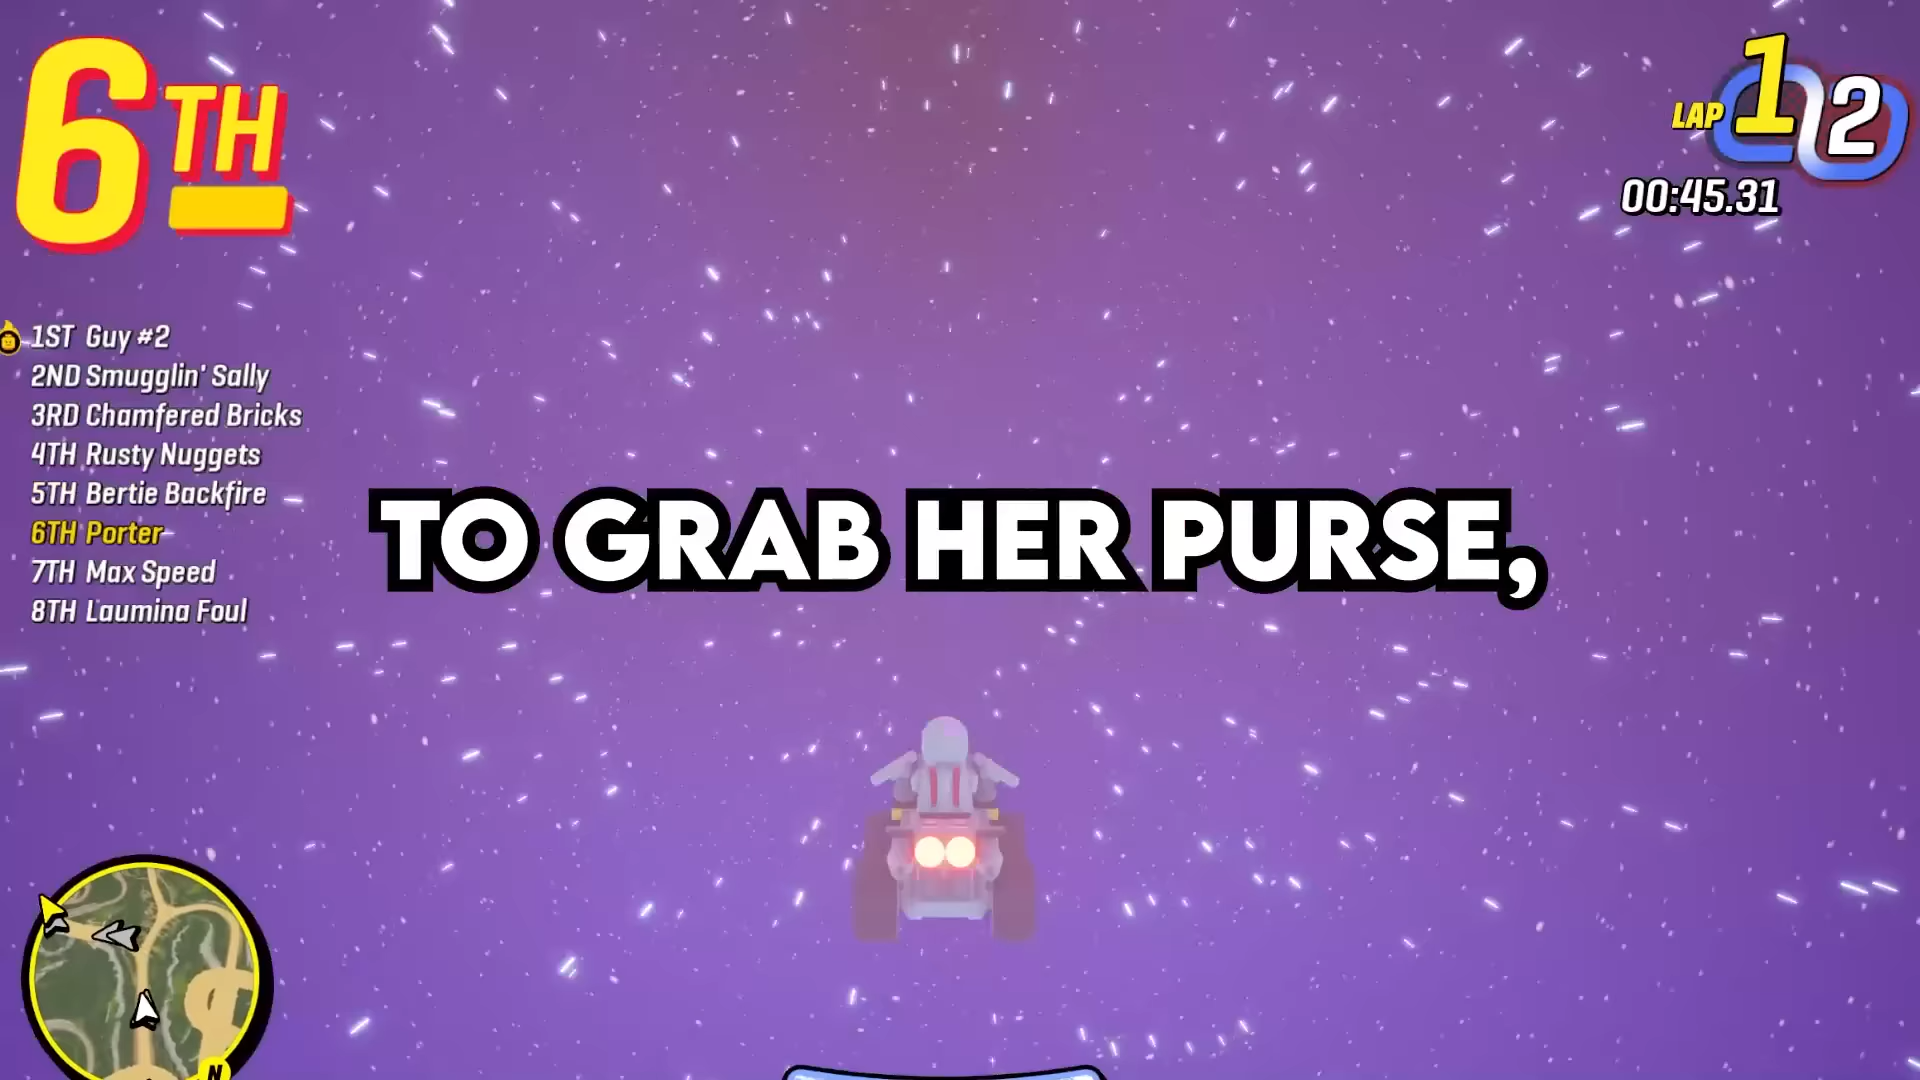 6TH
LAP 1 2
00:45.31
1ST Guy #2
2ND Smugglin' Sally
3RD Chamfered Bricks
4TH Rusty Nuggets
5TH Bertie Backfire
6TH Porter
7TH Max Speed
8TH Laumina Foul
TO GRAB HER PURSE,
N